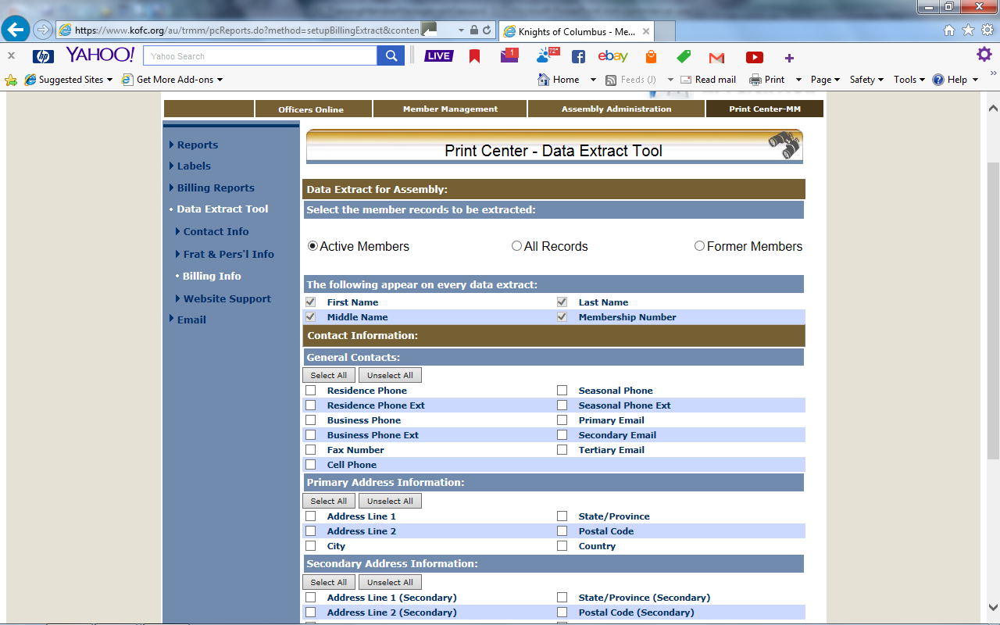 https://www.kofc.org/au/trmm/pcReports.do?method=setupBillingExtract&conten
Knights of Columbus - Me...
x
hp
YAHOO!
Yahoo Search
LIVE
1
72°
ebay
Suggested Sites
Get More Add-ons
Home
Feeds (J)
Read mail
Print
Page
Safety
Tools
Help
Officers Online
Member Management
Assembly Administration
Print Center-MM
Reports
Labels
Billing Reports
Data Extract Tool
Contact Info
Frat & Pers'l Info
Billing Info
Website Support
Email
Print Center - Data Extract Tool
Data Extract for Assembly:
Select the member records to be extracted:
Active Members All Records Former Members
The following appear on every data extract:
First Name Last Name
Middle Name Membership Number
Contact Information:
General Contacts:
Select All Unselect All
Residence Phone Seasonal Phone
Residence Phone Ext Seasonal Phone Ext
Business Phone Primary Email
Business Phone Ext Secondary Email
Fax Number Tertiary Email
Cell Phone
Primary Address Information:
Select All Unselect All
Address Line 1 State/Province
Address Line 2 Postal Code
City Country
Secondary Address Information:
Select All Unselect All
Address Line 1 (Secondary) State/Province (Secondary)
Address Line 2 (Secondary) Postal Code (Secondary)